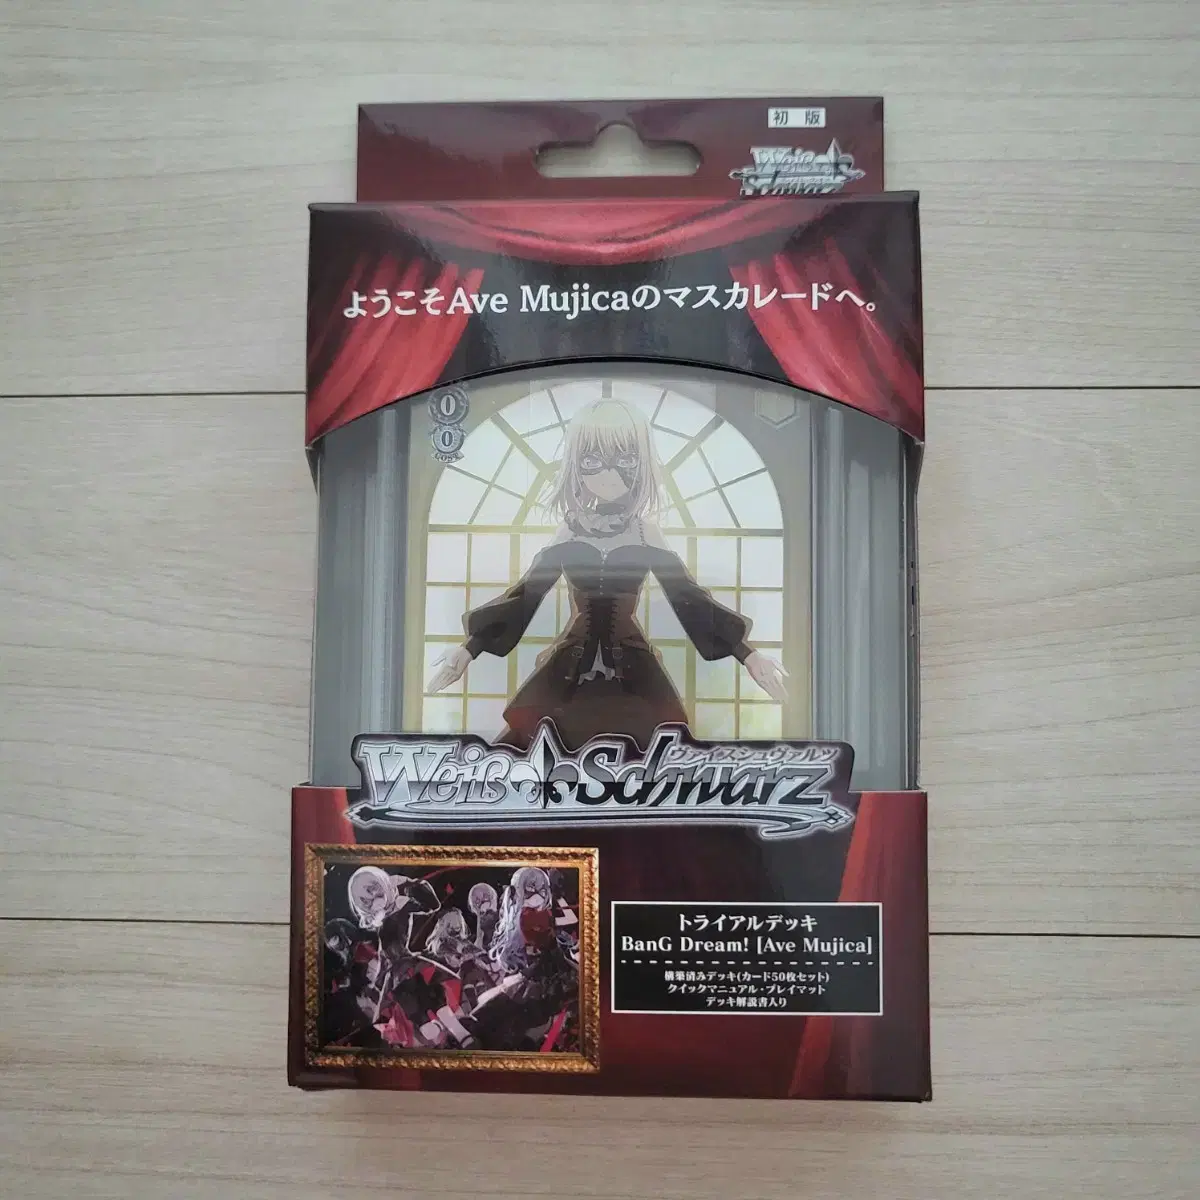 初版
Weiß Schwarz
ようこそAve Mujicaのマスカレードへ。
0
0
COST
ヴァイスシュヴァルツ
Weiß Schwarz
トライアルデッキ
BanG Dream! [Ave Mujica]
構築済みデッキ(カード50枚セット)
クイックマニュアル・プレイマット
デッキ解説書入り